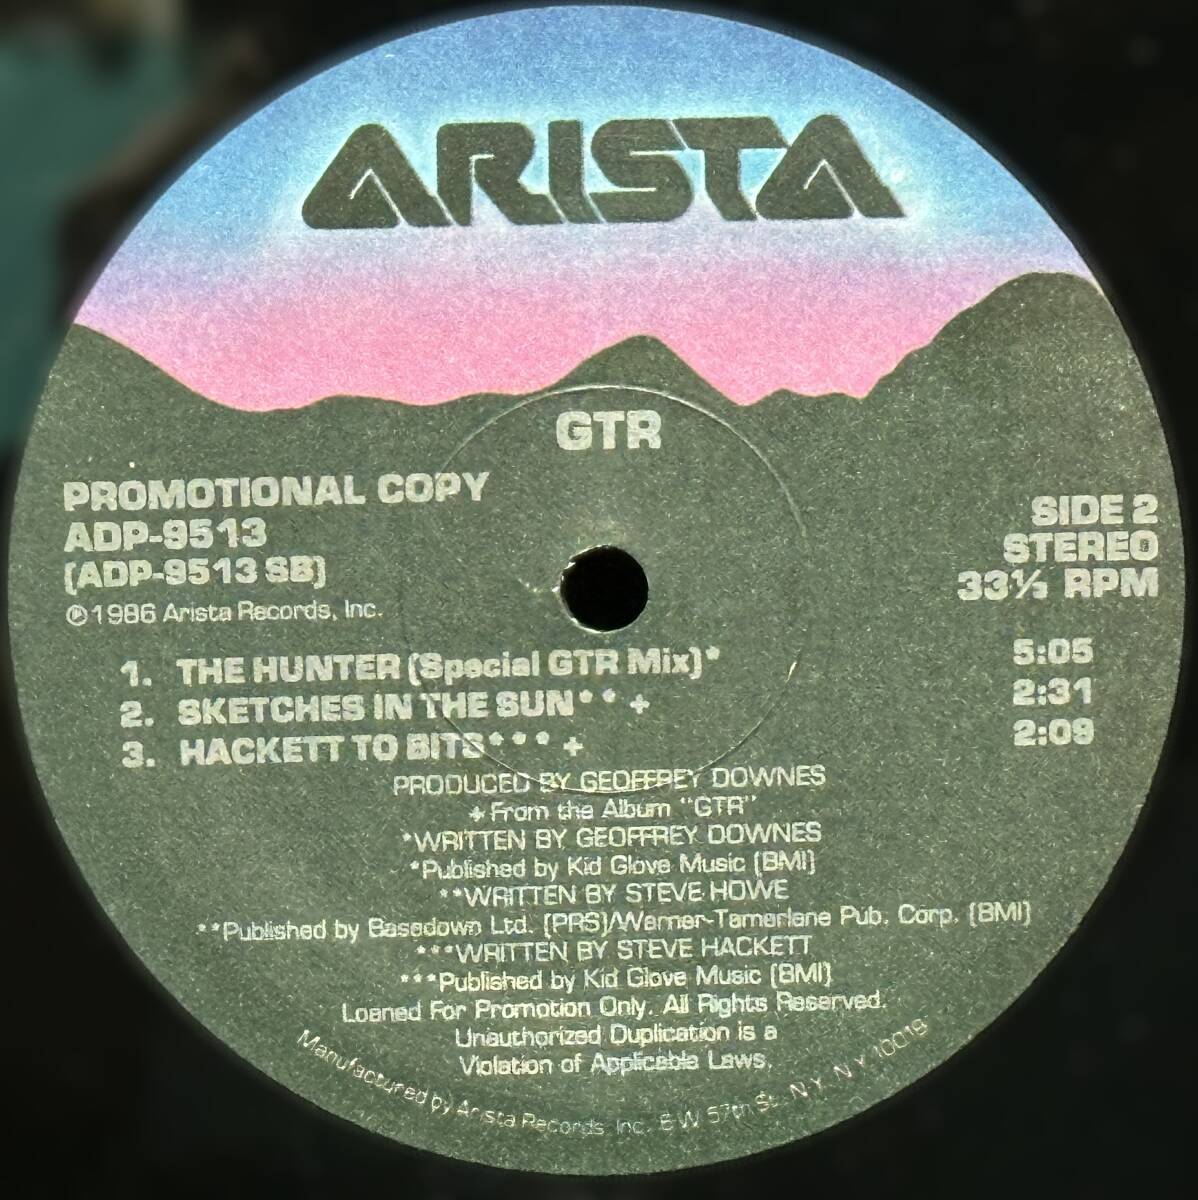 ARISTA
GTR
PROMOTIONAL COPY
ADP-9513
(ADP-9513 SB)
℗1986 Arista Records, Inc.
SIDE 2
STEREO
33⅓ RPM
1. THE HUNTER (Special GTR Mix)* 5:05
2. SKETCHES IN THE SUN** + 2:31
3. HACKETT TO BITS*** + 2:09
PRODUCED BY GEOFFREY DOWNES
+ From the Album "GTR"
*WRITTEN BY GEOFFREY DOWNES
*Published by Kid Glove Music (BMI)
**WRITTEN BY STEVE HOWE
**Published by Basedown Ltd. (PRS)/Warner-Tamerlane Pub. Corp. (BMI)
***WRITTEN BY STEVE HACKETT
***Published by Kid Glove Music (BMI)
Loaned For Promotion Only. All Rights Reserved.
Unauthorized Duplication is a
Violation of Applicable Laws.
Manufactured by Arista Records, Inc. 6 W. 57th St., N.Y. N.Y. 10019